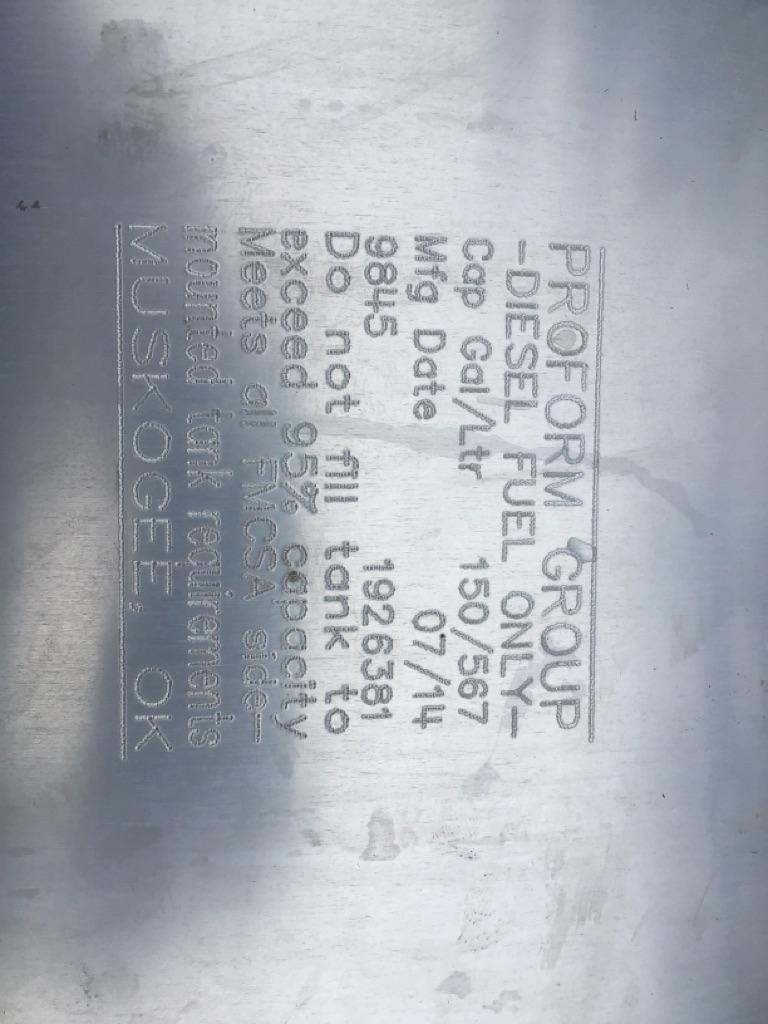 PROFORM GROUP
-DIESEL FUEL ONLY-
Cap Gal/Ltr 150/567
Mfg Date 07/14
9845 1926381
Do not fill tank to
exceed 95% capacity
Meets all FMCSA side-
mounted tank requirements
MUSKOGEE, OK